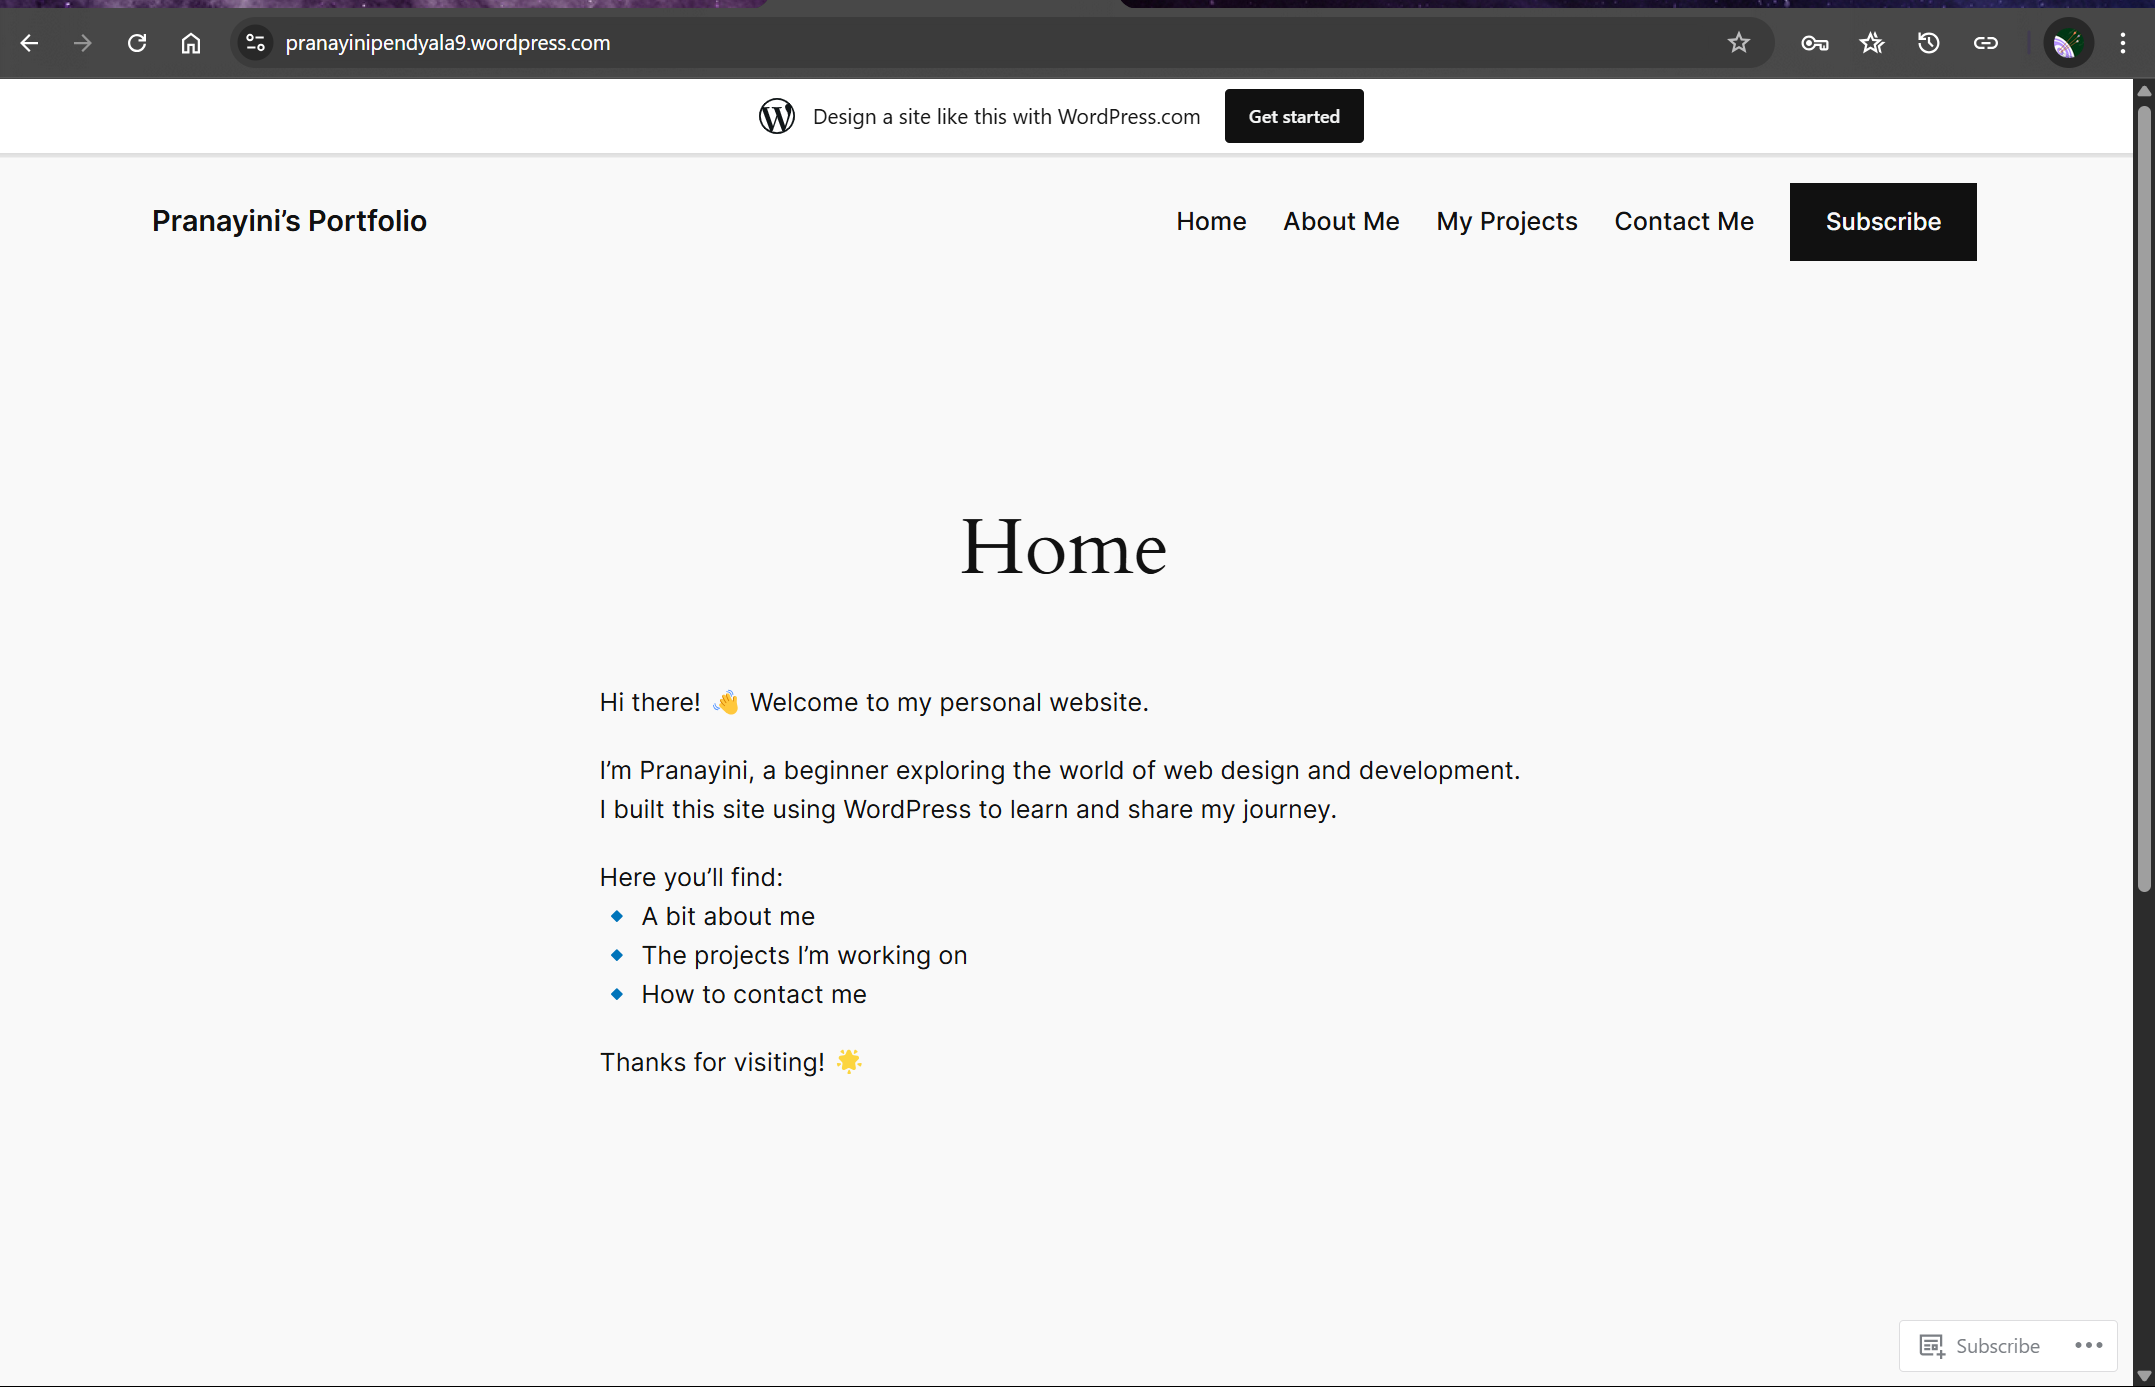 pranayinipendyala9.wordpress.com
Design a site like this with WordPress.com Get started
Pranayini’s Portfolio Home About Me My Projects Contact Me Subscribe
Home
Hi there! 👋 Welcome to my personal website.
I’m Pranayini, a beginner exploring the world of web design and development.
I built this site using WordPress to learn and share my journey.
Here you’ll find:
🔹 A bit about me
🔹 The projects I’m working on
🔹 How to contact me
Thanks for visiting! 🌟
Subscribe